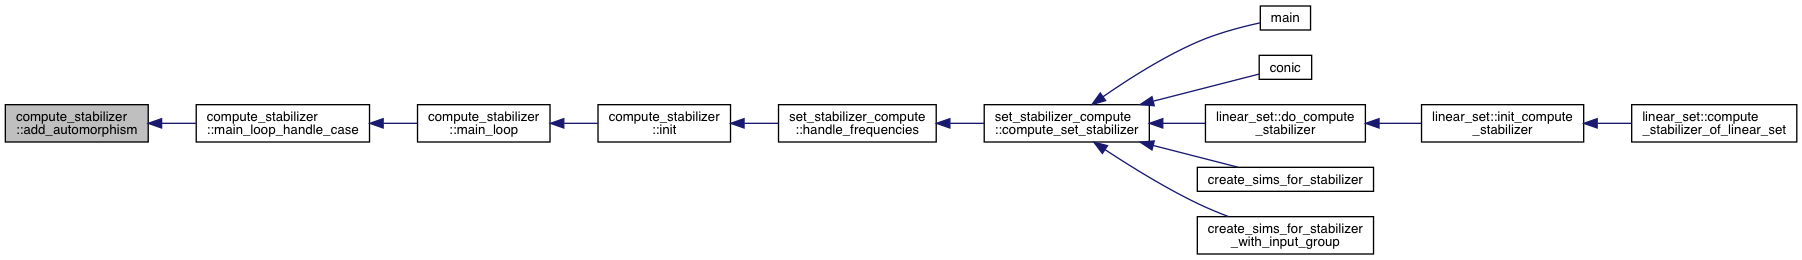 compute_stabilizer
::add_automorphism
compute_stabilizer
::main_loop_handle_case
compute_stabilizer
::main_loop
compute_stabilizer
::init
set_stabilizer_compute
::handle_frequencies
set_stabilizer_compute
::compute_set_stabilizer
main
conic
linear_set::do_compute
_stabilizer
linear_set::init_compute
_stabilizer
linear_set::compute
_stabilizer_of_linear_set
create_sims_for_stabilizer
create_sims_for_stabilizer
_with_input_group